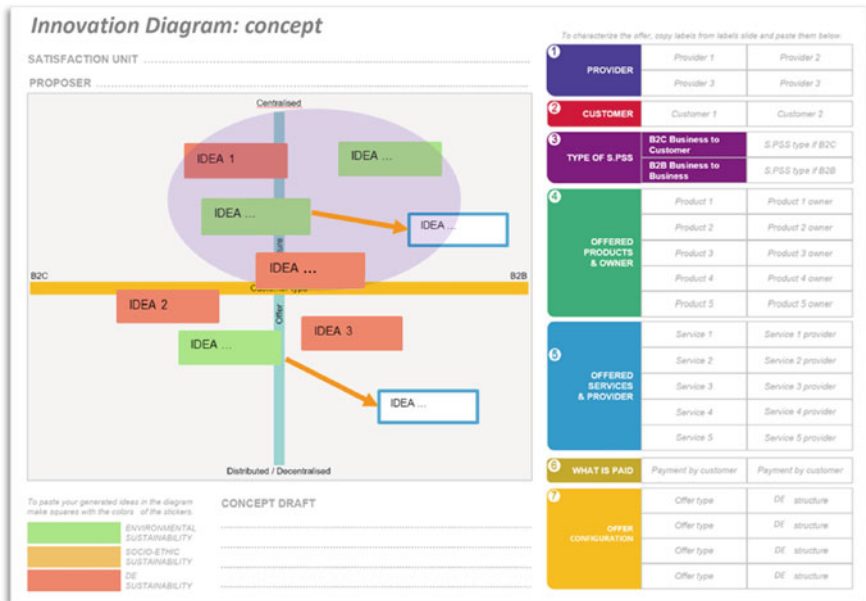 Innovation Diagram: concept
SATISFACTION UNIT
PROPOSER
Centralised
IDEA 1
IDEA ...
IDEA ...
IDEA ...
IDEA ...
B2C
B2B
Customer type
IDEA 2
Offer
IDEA 3
IDEA ...
IDEA ...
Distributed / Decentralised
To paste your generated ideas in the diagram
make squares with the colors of the stickers.
ENVIRONMENTAL
SUSTAINABILITY
SOCIO-ETHIC
SUSTAINABILITY
DE
SUSTAINABILITY
CONCEPT DRAFT
To characterize the offer, copy labels from labels slide and paste them below.
1
PROVIDER
Provider 1
Provider 2
Provider 3
Provider 3
2
CUSTOMER
Customer 1
Customer 2
3
TYPE OF S.PSS
B2C Business to
Customer
S.PSS type if B2C
B2B Business to
Business
S.PSS type if B2B
4
OFFERED
PRODUCTS
& OWNER
Product 1
Product 1 owner
Product 2
Product 2 owner
Product 3
Product 3 owner
Product 4
Product 4 owner
Product 5
Product 5 owner
5
OFFERED
SERVICES
& PROVIDER
Service 1
Service 1 provider
Service 2
Service 2 provider
Service 3
Service 3 provider
Service 4
Service 4 provider
Service 5
Service 5 provider
6
WHAT IS PAID
Payment by customer
Payment by customer
7
OFFER
CONFIGURATION
Offer type
DE structure
Offer type
DE structure
Offer type
DE structure
Offer type
DE structure